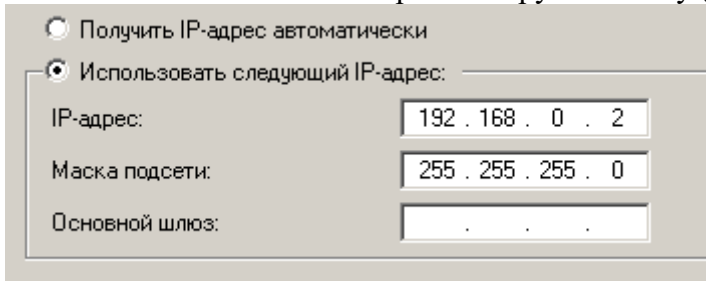 Получить IP-адрес автоматически
Использовать следующий IP-адрес:
IP-адрес: 192 . 168 . 0 . 2
Маска подсети: 255 . 255 . 255 . 0
Основной шлюз: . . .